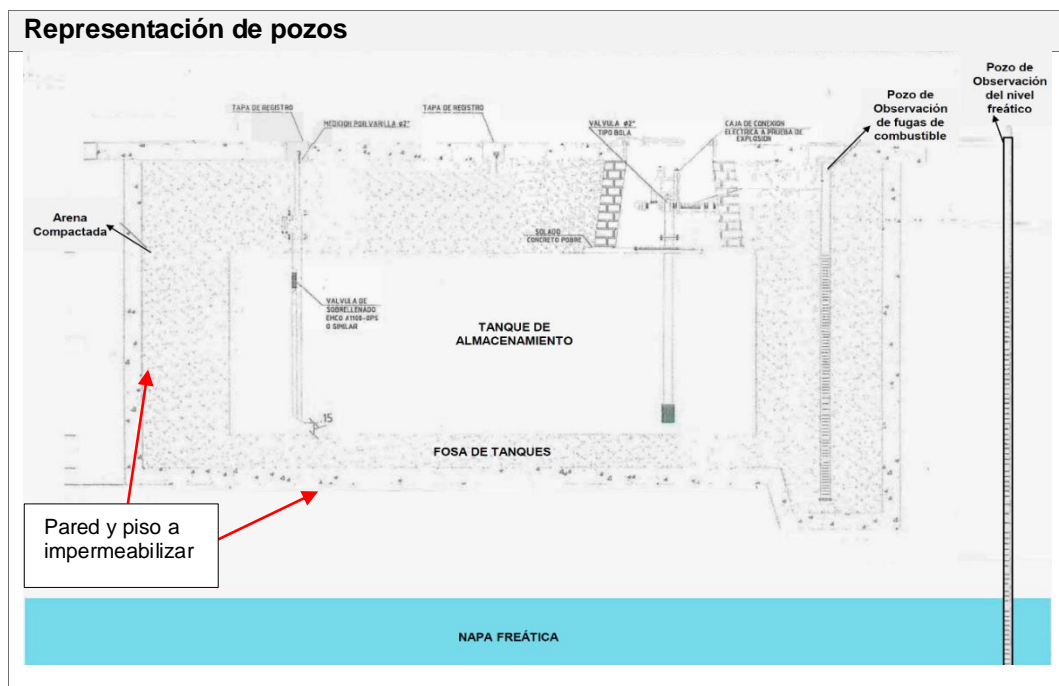 Representación de pozos
Pozo de
Observación
del nivel
freático
Pozo de
Observación
de fugas de
combustible
TAPA DE REGISTRO
MEDICION POR VARILLA ø2"
TAPA DE REGISTRO
VALVULA ø2"
TIPO BOLA
CAJA DE CONEXION
ELECTRICA A PRUEBA DE
EXPLOSION
Arena
Compactada
SOLADO
CONCRETO POBRE
VALVULA DE
SOBRELLENADO
EMCO A1100-OPS
O SIMILAR
TANQUE DE
ALMACENAMIENTO
15
FOSA DE TANQUES
Pared y piso a
impermeabilizar
NAPA FREÁTICA